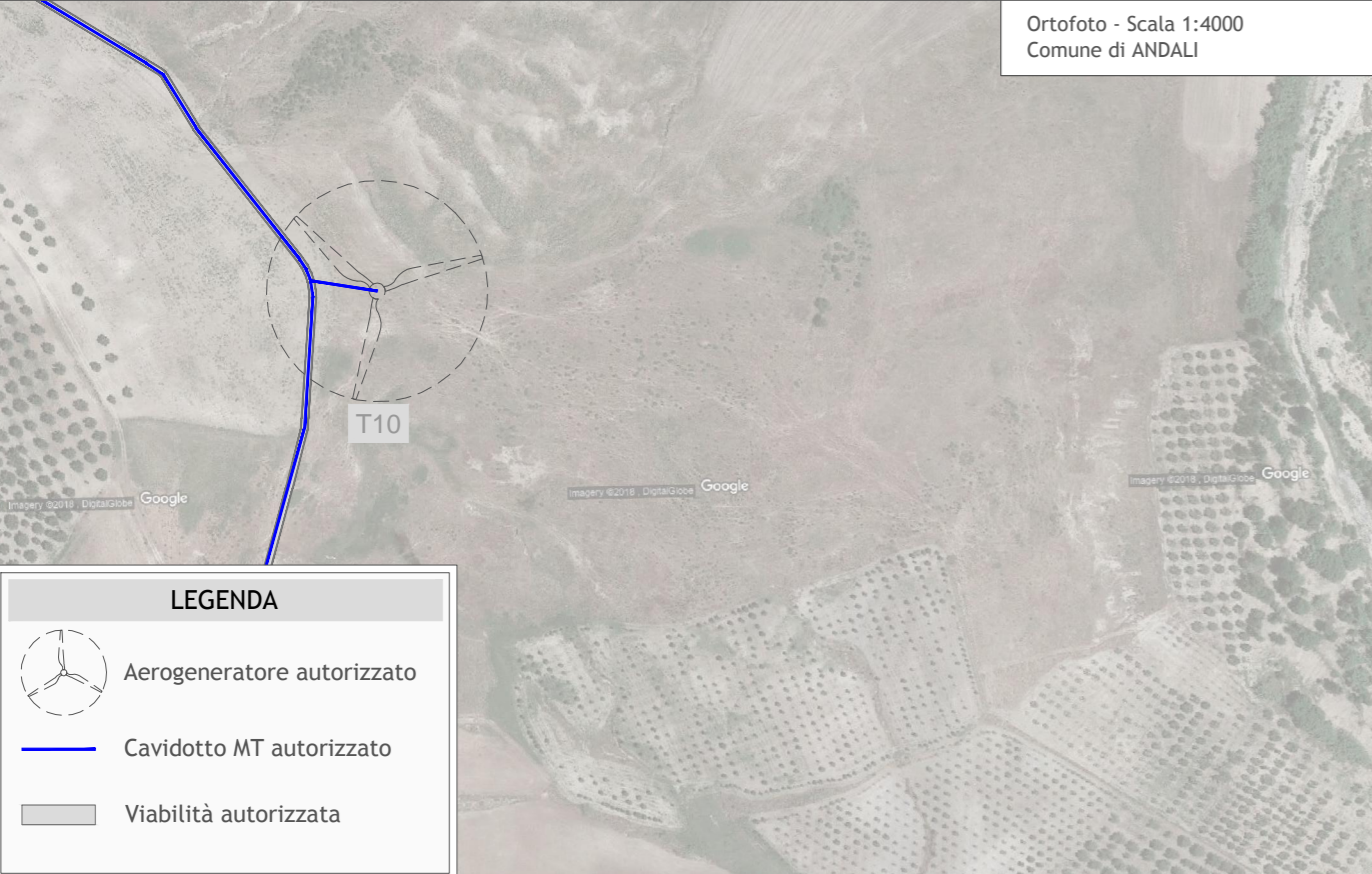 Ortofoto - Scala 1:4000
Comune di ANDALI
T10
Imagery ©2018 , DigitalGlobe Google
Imagery ©2018 , DigitalGlobe Google
Imagery ©2018 , DigitalGlobe Google
LEGENDA
Aerogeneratore autorizzato
Cavidotto MT autorizzato
Viabilità autorizzata